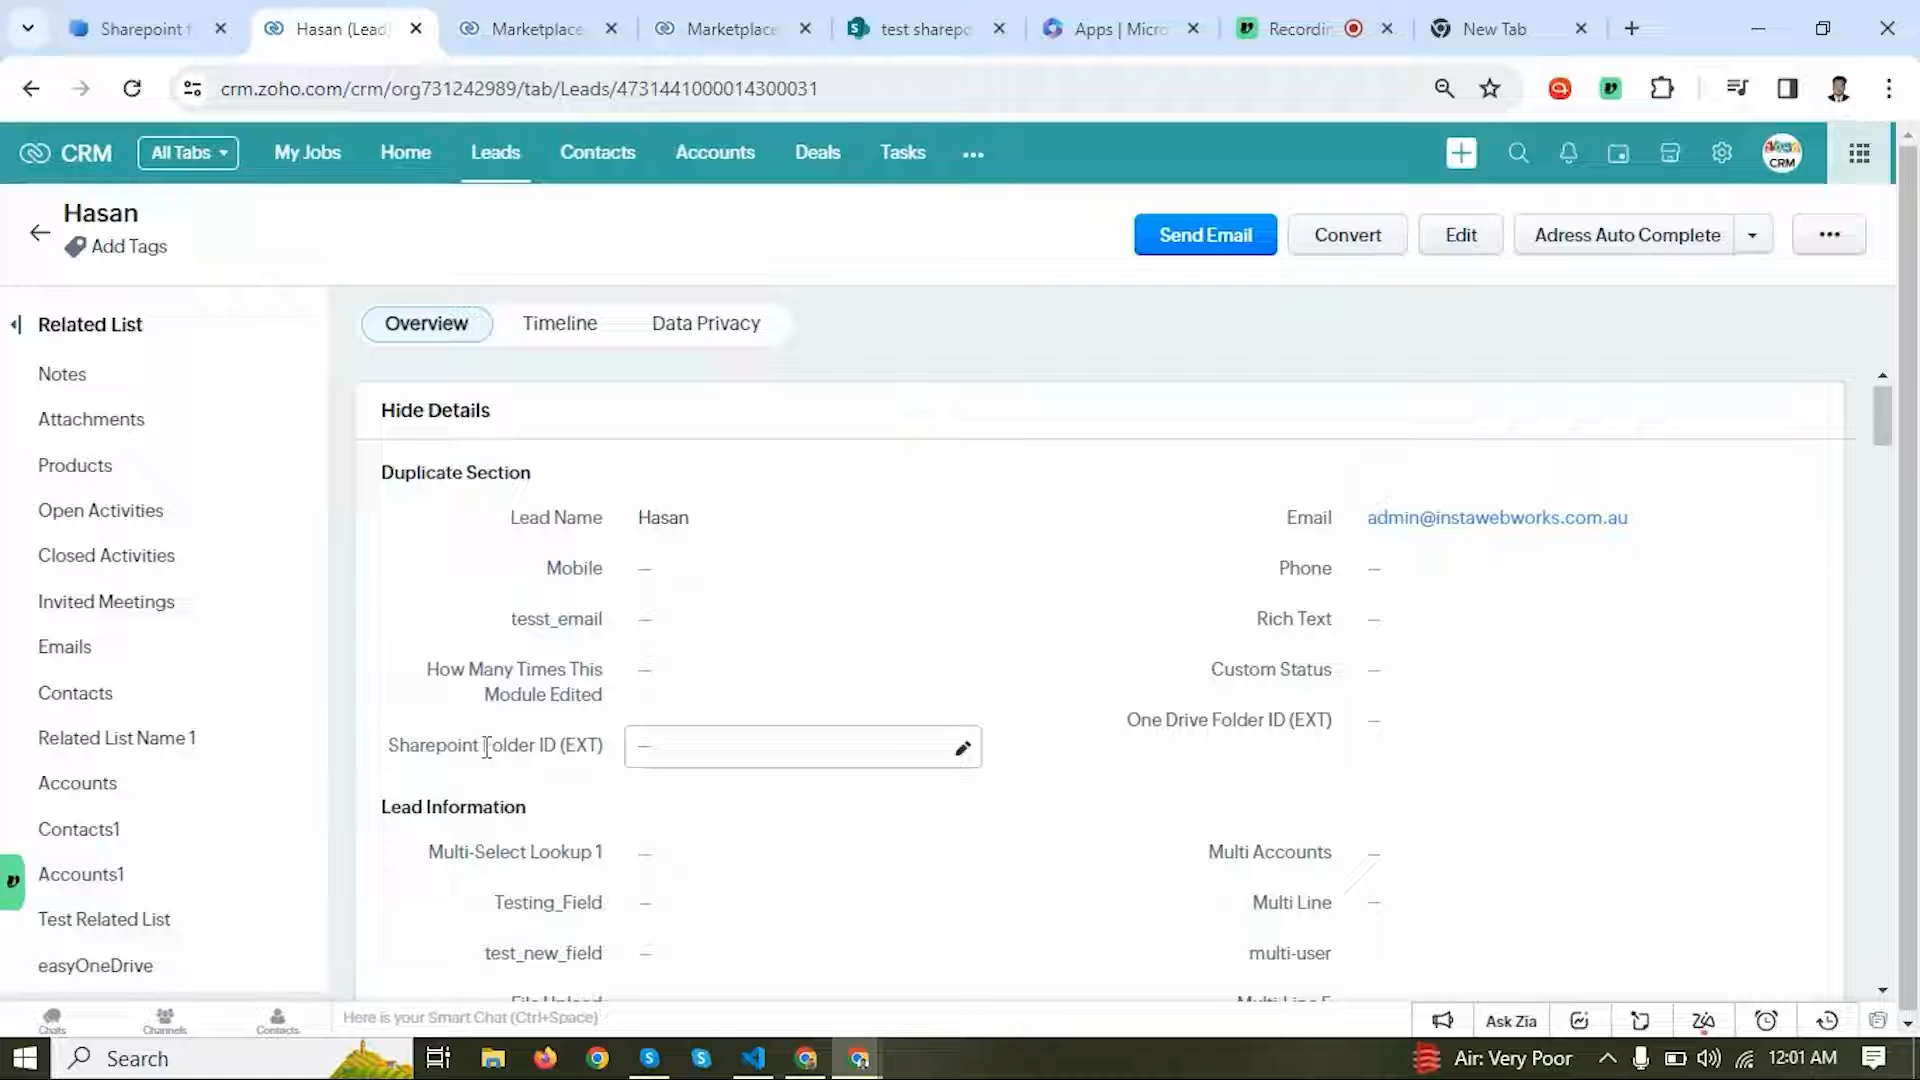 Sharepoint f
Hasan (Lead
Marketplace
Marketplace
test sharepo
Apps | Micro
Recordin
New Tab
crm.zoho.com/crm/org731242989/tab/Leads/4731441000014300031
CRM
All Tabs
My Jobs
Home
Leads
Contacts
Accounts
Deals
Tasks
CRM
Hasan
Add Tags
Send Email
Convert
Edit
Adress Auto Complete
Related List
Notes
Attachments
Products
Open Activities
Closed Activities
Invited Meetings
Emails
Contacts
Related List Name 1
Accounts
Contacts1
Accounts1
Test Related List
easyOneDrive
Overview
Timeline
Data Privacy
Hide Details
Duplicate Section
Lead Name
Hasan
Email
admin@instawebworks.com.au
Mobile
—
Phone
—
tesst_email
—
Rich Text
—
How Many Times This
Module Edited
—
Custom Status
—
Sharepoint Folder ID (EXT)
—
One Drive Folder ID (EXT)
—
Lead Information
Multi-Select Lookup 1
—
Multi Accounts
—
Testing_Field
—
Multi Line
—
test_new_field
—
multi-user
Chats
Channels
Contacts
Here is your Smart Chat (Ctrl+Space)
Ask Zia
Search
Air: Very Poor
12:01 AM